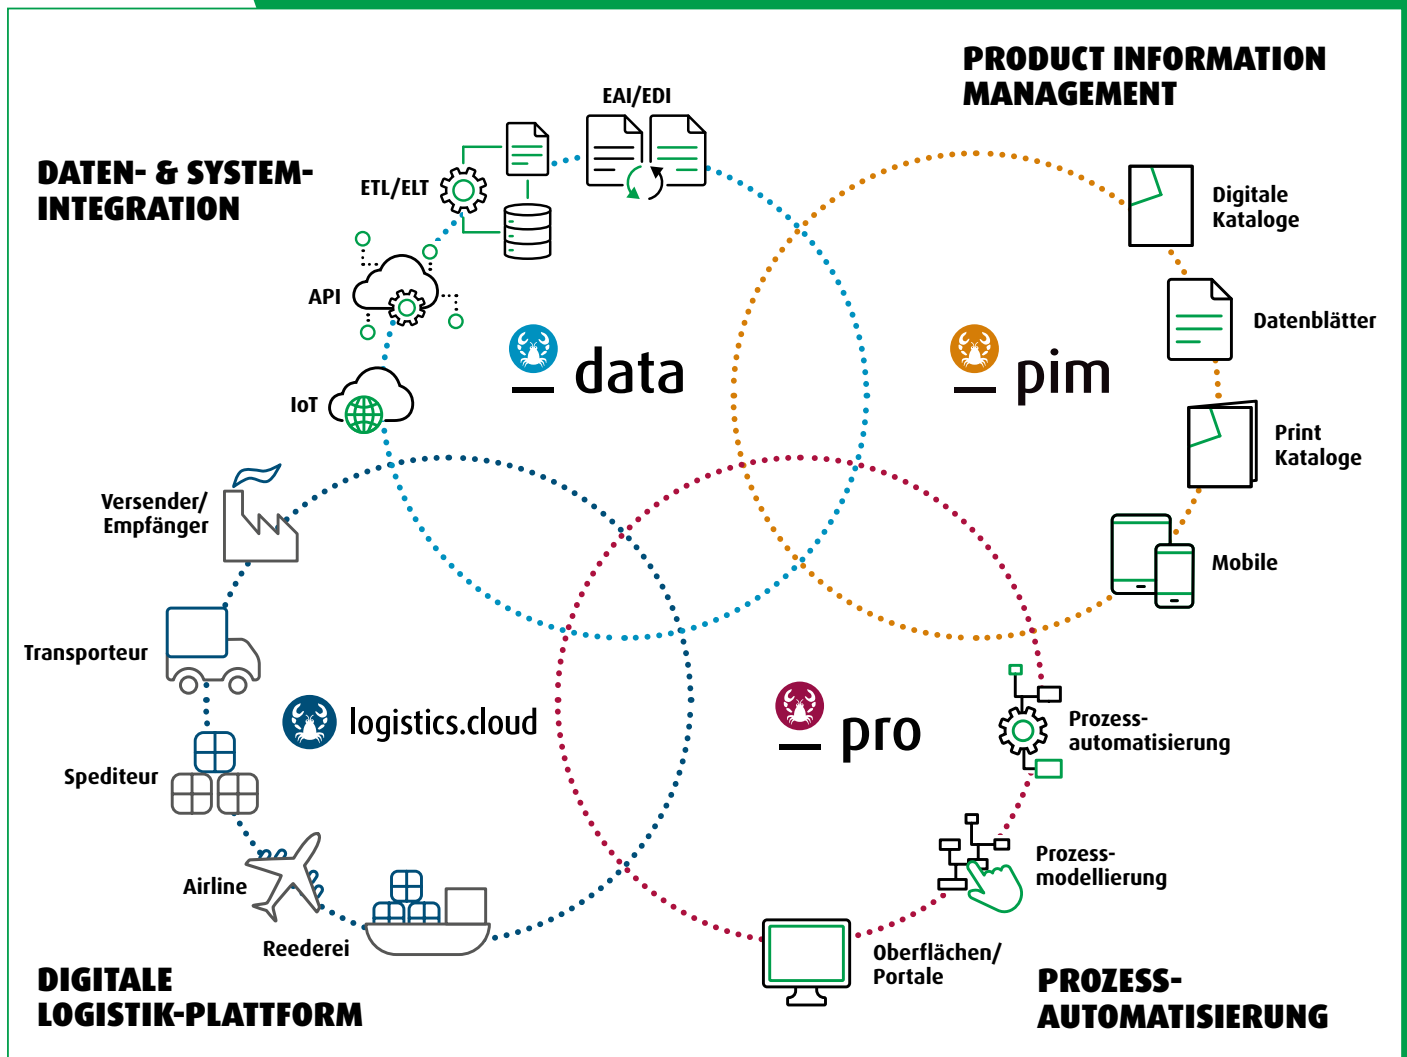 PRODUCT INFORMATION
MANAGEMENT
DATEN- & SYSTEM-
INTEGRATION
EAI/EDI
ETL/ELT
API
IoT
_ data
_ pim
Digitale
Kataloge
Datenblätter
Print
Kataloge
Mobile
Versender/
Empfänger
Transporteur
Spediteur
Airline
Reederei
logistics.cloud
_ pro
Prozess-
automatisierung
Prozess-
modellierung
Oberflächen/
Portale
DIGITALE
LOGISTIK-PLATTFORM
PROZESS-
AUTOMATISIERUNG